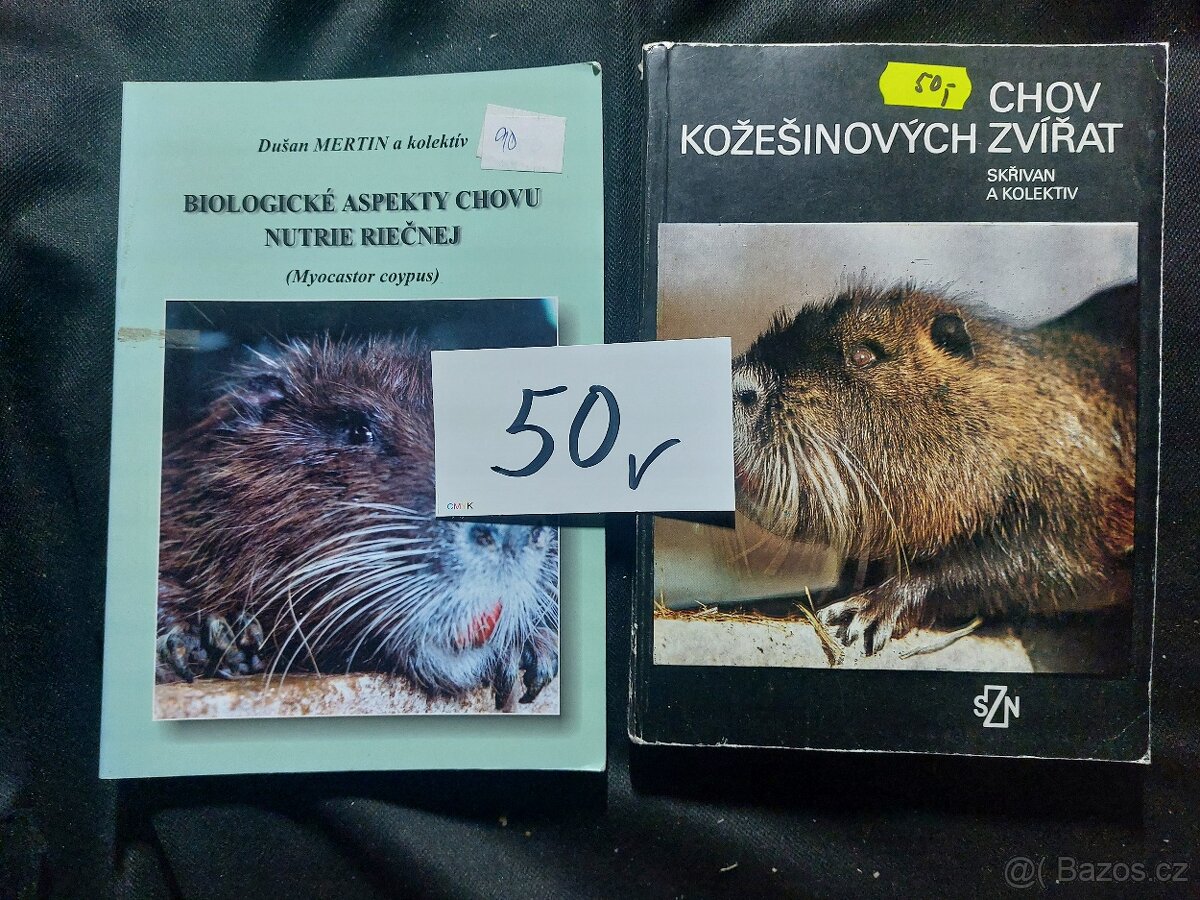 Dušan MERTIN a kolektív
90
BIOLOGICKÉ ASPEKTY CHOVU
NUTRIE RIEČNEJ
(Myocastor coypus)
50,-
CHOV
KOŽEŠINOVÝCH ZVÍŘAT
SKŘIVAN
A KOLEKTIV
50,-
CMYK
SZN
@( Bazos.cz